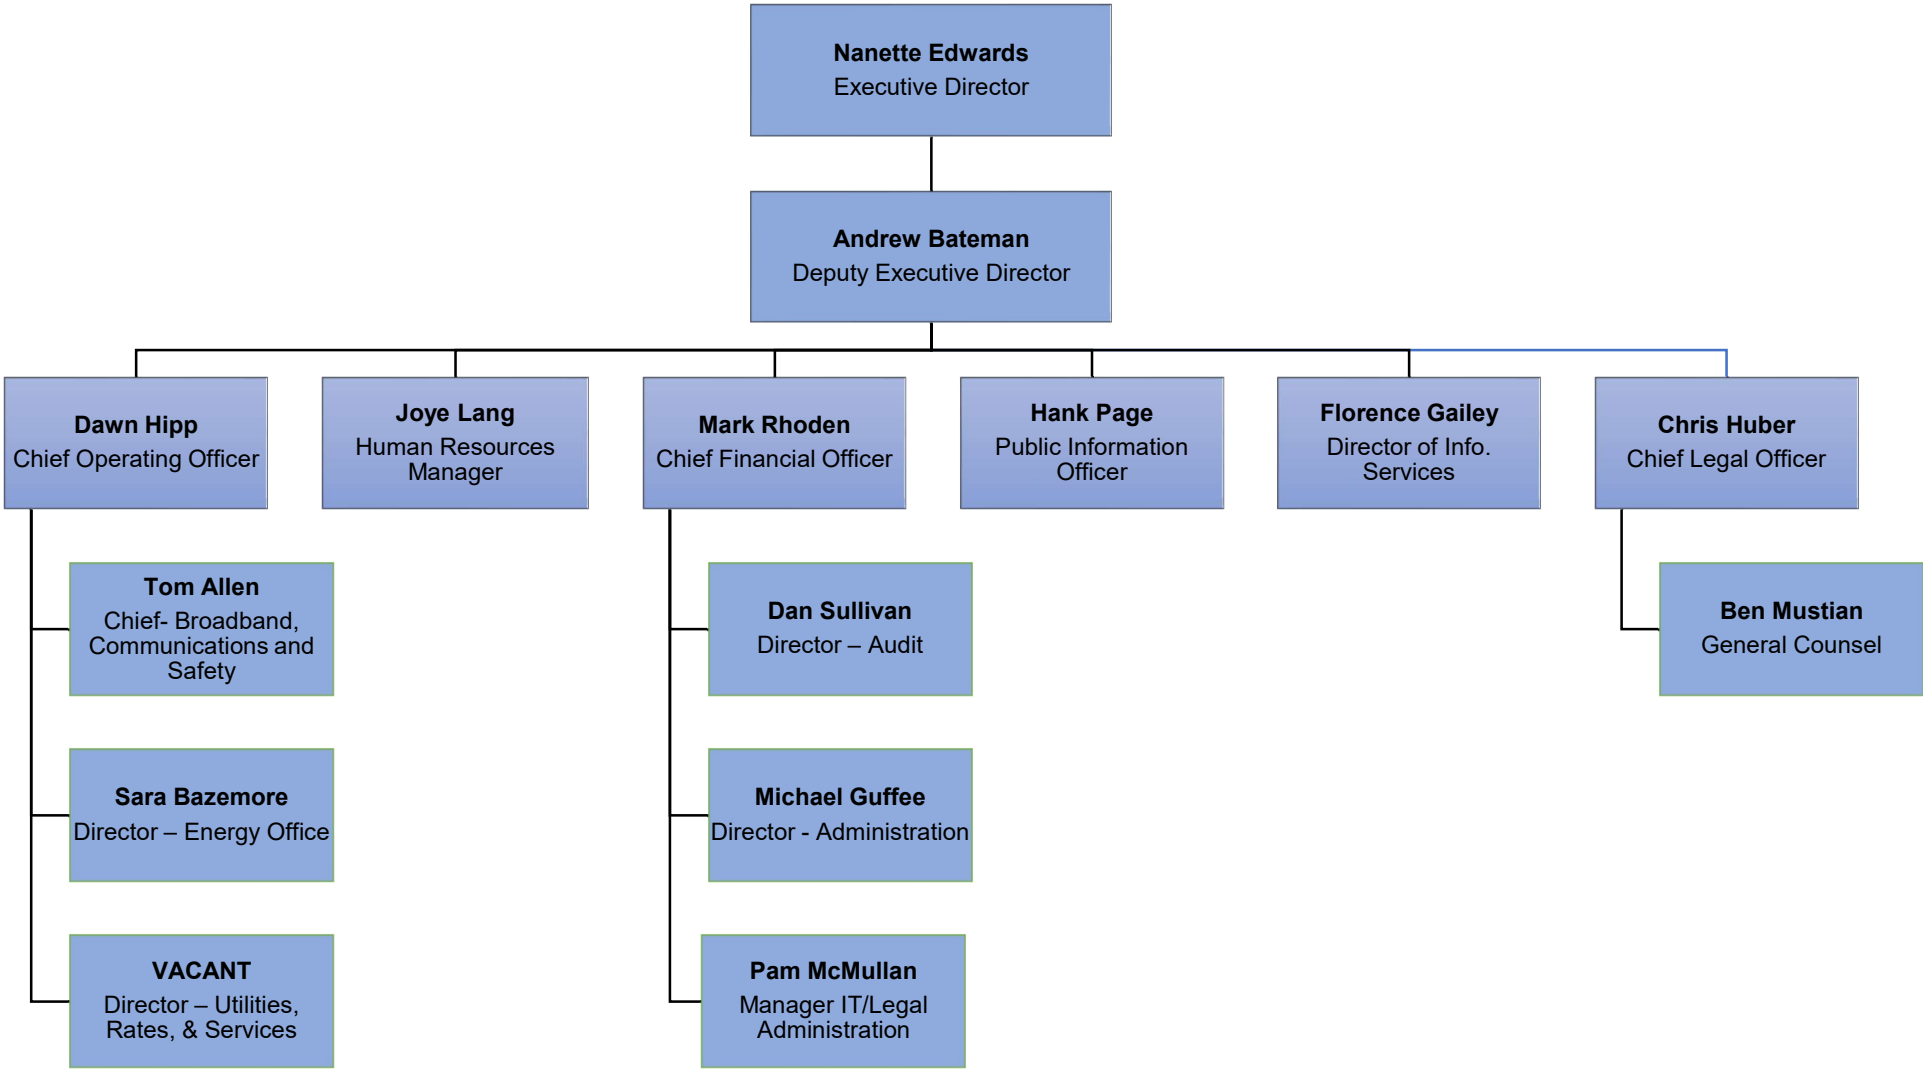 Nanette Edwards
Executive Director
Andrew Bateman
Deputy Executive Director
Dawn Hipp
Chief Operating Officer
Joye Lang
Human Resources
Manager
Mark Rhoden
Chief Financial Officer
Hank Page
Public Information
Officer
Florence Gailey
Director of Info.
Services
Chris Huber
Chief Legal Officer
Tom Allen
Chief- Broadband,
Communications and
Safety
Sara Bazemore
Director – Energy Office
VACANT
Director – Utilities,
Rates, & Services
Dan Sullivan
Director – Audit
Michael Guffee
Director - Administration
Pam McMullan
Manager IT/Legal
Administration
Ben Mustian
General Counsel